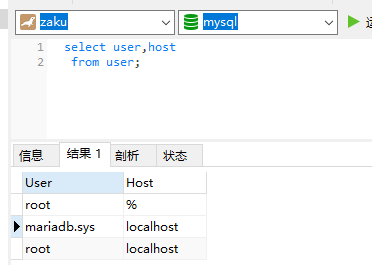 zaku mysql
1 select user,host
2 from user;
信息 结果 1 剖析 状态
User Host
root %
mariadb.sys localhost
root localhost